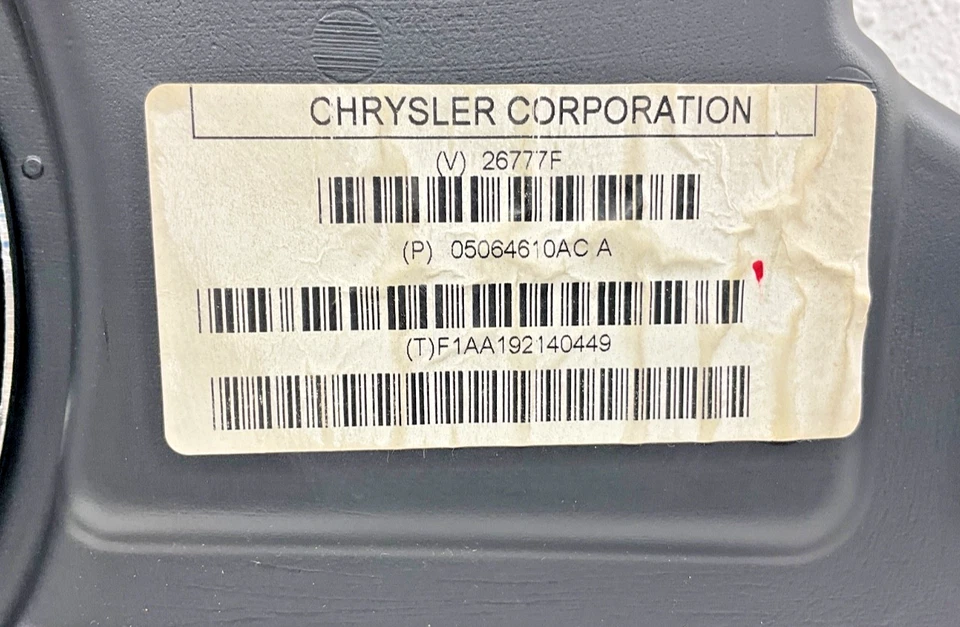 CHRYSLER CORPORATION
(V) 26777F
(P) 05064610AC A
(T)F1AA192140449